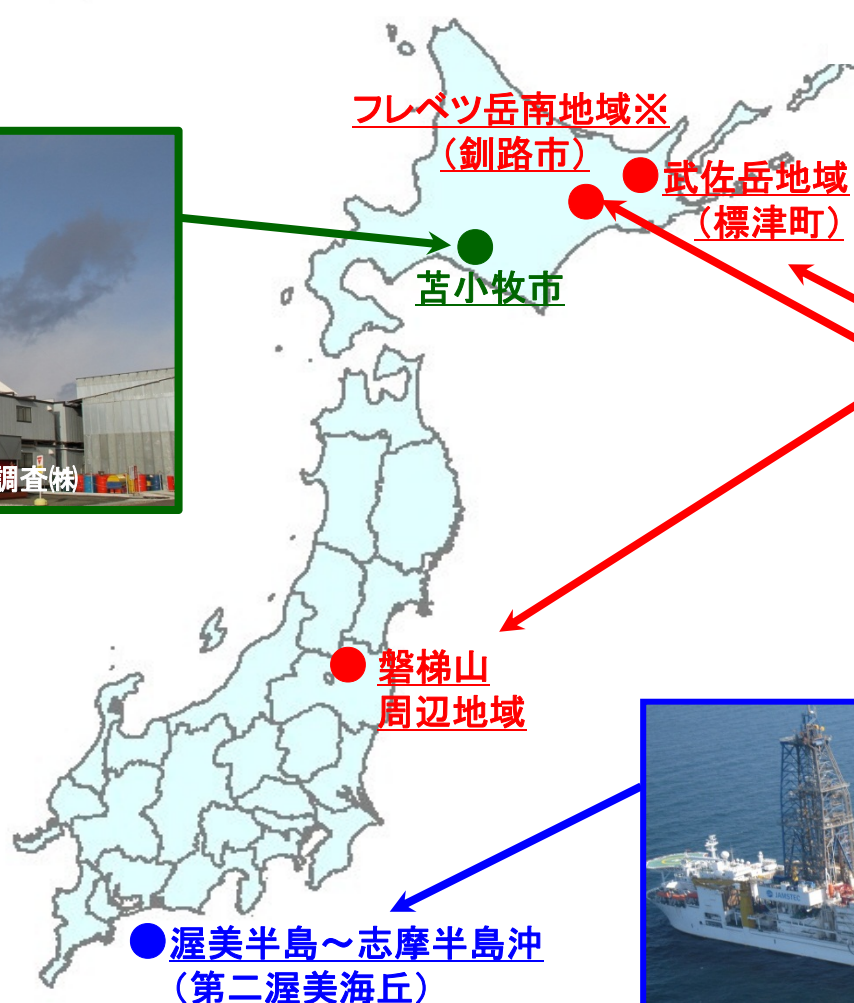 フレベツ岳南地域※
（釧路市）
武佐岳地域
（標津町）
苫小牧市
調査㈱
磐梯山
周辺地域
JAMSTEC
渥美半島～志摩半島沖
（第二渥美海丘）